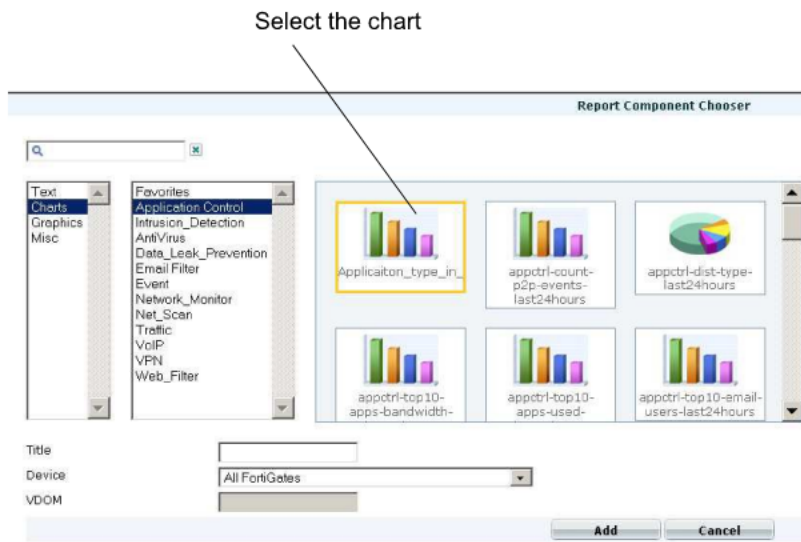 Select the chart
Report Component Chooser
Text
Charts
Graphics
Misc
Favorites
Application Control
Intrusion_Detection
AntiVirus
Data_Leak_Prevention
Email Filter
Event
Network_Monitor
Net_Scan
Traffic
VoIP
VPN
Web_Filter
Applicaiton_type_in_
appctrl-count-
p2p-events-
last24hours
appctrl-dist-type-
last24hours
appctrl-top10-
apps-bandwidth-
appctrl-top10-
apps-used-
appctrl-top10-email-
users-last24hours
Title
Device
All FortiGates
VDOM
Add
Cancel